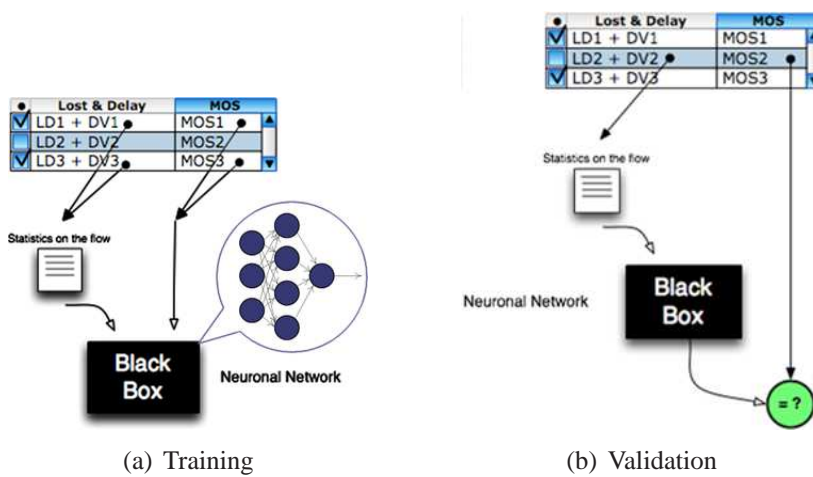 Lost & Delay MOS
LD1 + DV1 MOS1
LD2 + DV2 MOS2
LD3 + DV3 MOS3
Statistics on the flow
Black
Box
Neuronal Network
(a) Training
Lost & Delay MOS
LD1 + DV1 MOS1
LD2 + DV2 MOS2
LD3 + DV3 MOS3
Statistics on the flow
Neuronal Network
Black
Box
= ?
(b) Validation